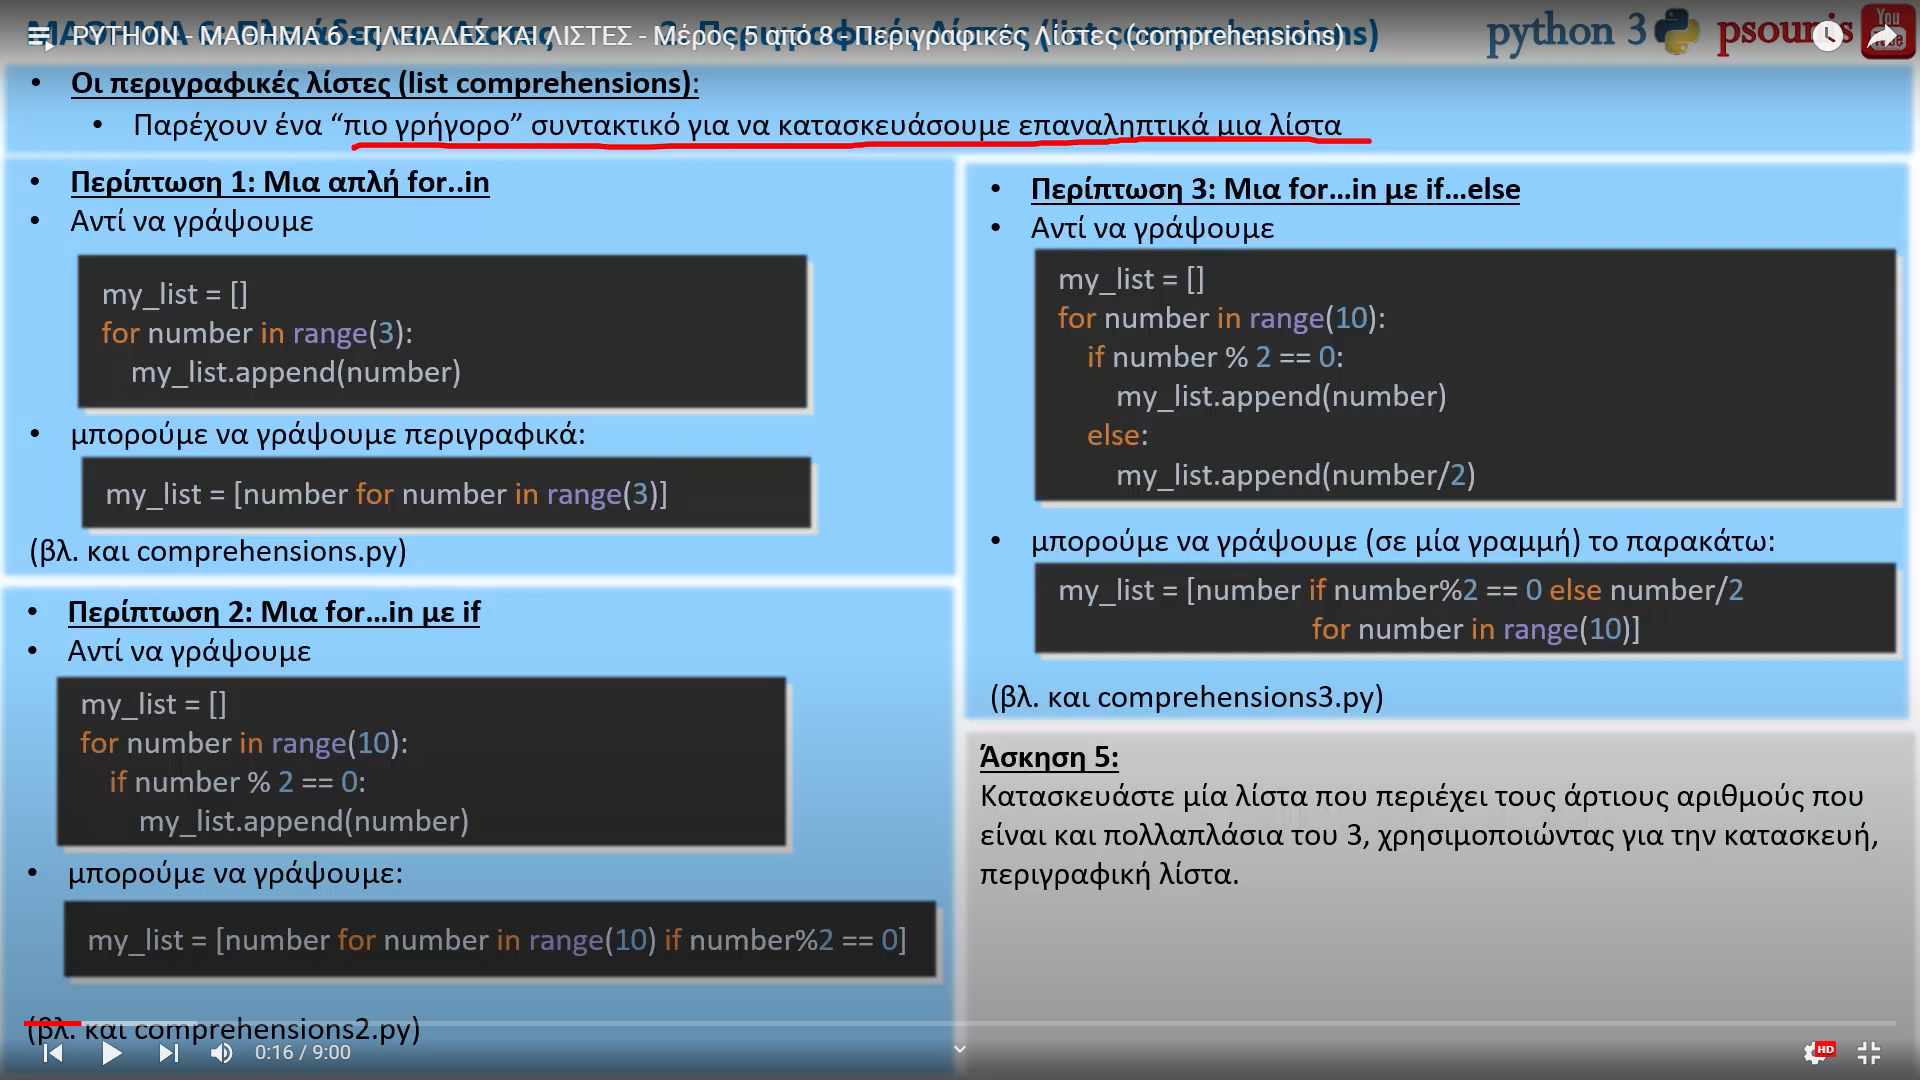 PYTHON - ΜΑΘΗΜΑ 6 - ΠΛΕΙΑΔΕΣ ΚΑΙ ΛΙΣΤΕΣ - Μέρος 5 από 8 - Περιγραφικές Λίστες (comprehensions)
python 3
psounis
You
Οι περιγραφικές λίστες (list comprehensions):
Παρέχουν ένα “πιο γρήγορο” συντακτικό για να κατασκευάσουμε επαναληπτικά μια λίστα
Περίπτωση 1: Μια απλή for..in
Αντί να γράψουμε
my_list = []
for number in range(3):
my_list.append(number)
μπορούμε να γράψουμε περιγραφικά:
my_list = [number for number in range(3)]
(βλ. και comprehensions.py)
Περίπτωση 2: Μια for...in με if
Αντί να γράψουμε
my_list = []
for number in range(10):
if number % 2 == 0:
my_list.append(number)
μπορούμε να γράψουμε:
my_list = [number for number in range(10) if number%2 == 0]
(βλ. και comprehensions2.py)
Περίπτωση 3: Μια for...in με if...else
Αντί να γράψουμε
my_list = []
for number in range(10):
if number % 2 == 0:
my_list.append(number)
else:
my_list.append(number/2)
μπορούμε να γράψουμε (σε μία γραμμή) το παρακάτω:
my_list = [number if number%2 == 0 else number/2
for number in range(10)]
(βλ. και comprehensions3.py)
Άσκηση 5:
Κατασκευάστε μία λίστα που περιέχει τους άρτιους αριθμούς που
είναι και πολλαπλάσια του 3, χρησιμοποιώντας για την κατασκευή,
περιγραφική λίστα.
0:16 / 9:00
HD